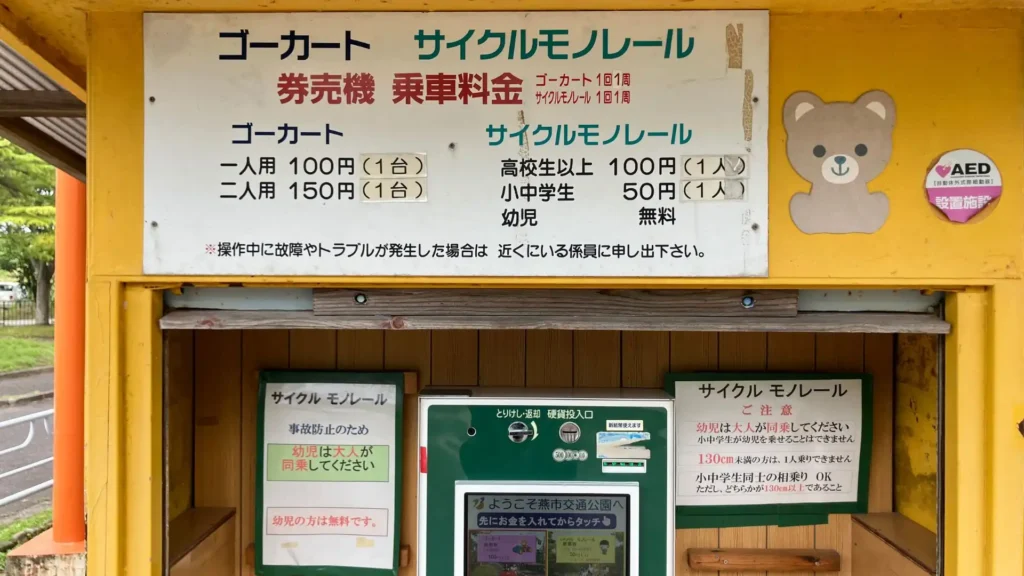 ゴーカート サイクルモノレール
券売機 乗車料金 ゴーカート 1回1周
サイクルモノレール 1回1周
ゴーカート
一人用 100円 (1台)
二人用 150円 (1台)
サイクルモノレール
高校生以上 100円 (1人)
小中学生 50円 (1人)
幼児 無料
※操作中に故障やトラブルが発生した場合は 近くにいる係員に申し出下さい。
AED
設置施設
サイクル モノレール
事故防止のため
幼児は大人が
同乗してください
幼児の方は無料です。
とりけし・返却 硬貨投入口
ようこそ燕市交通公園へ
先にお金を入れてからタッチ
サイクル モノレール
ご注意
幼児は大人が同乗してください
小中学生が幼児を乗せることはできません
130cm未満の方は、1人乗りできません
小中学生同士の相乗り OK
ただし、どちらかが130cm以上であること